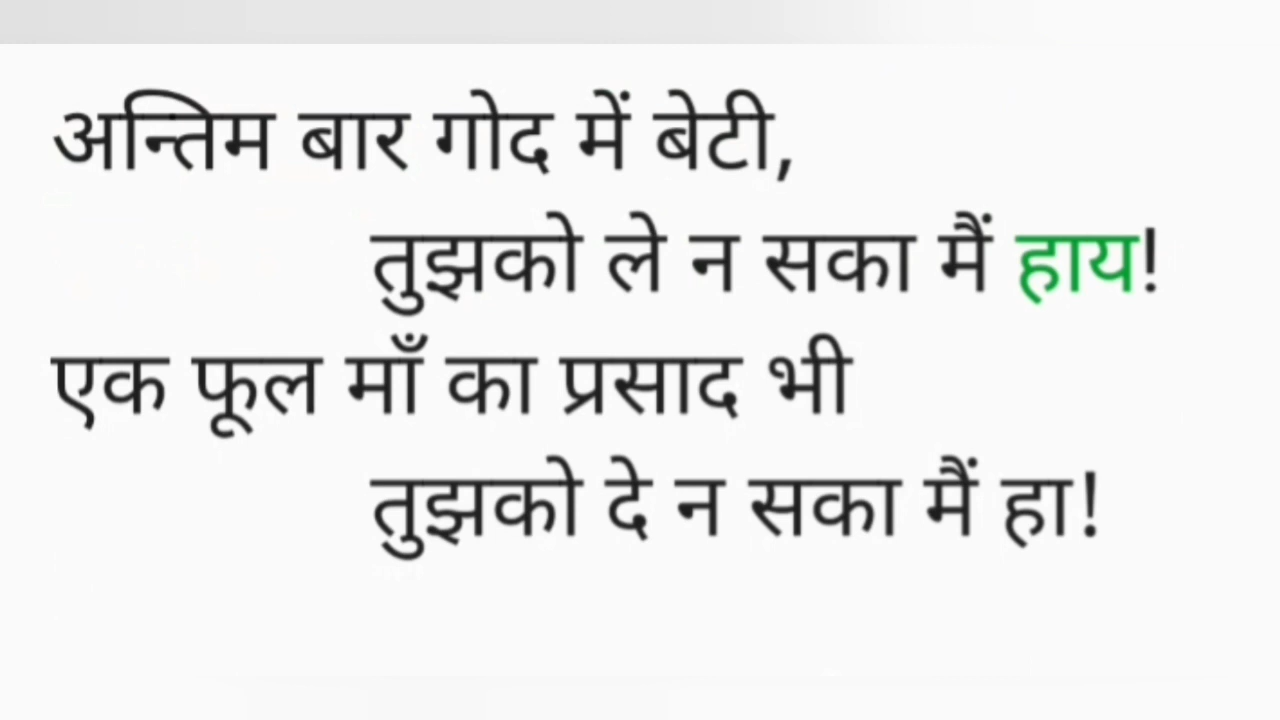 अन्तिम बार गोद में बेटी,
तुझको ले न सका मैं हाय!
एक फूल माँ का प्रसाद भी
तुझको दे न सका मैं हा!